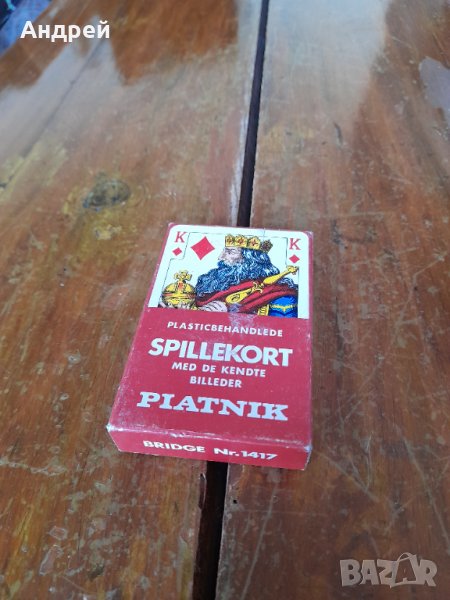 Андрей
K K
PLASTICBEHANDLEDE
SPILLEKORT
MED DE KENDTE
BILLEDER
PIATNIK
BRIDGE Nr.1417
BAZAR